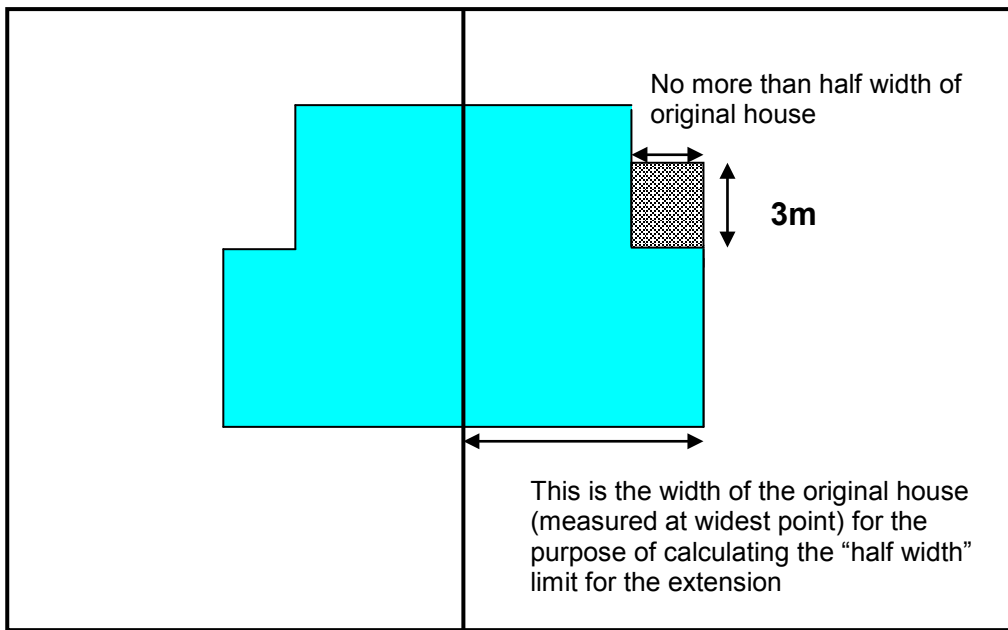 No more than half width of
original house
3m
This is the width of the original house
(measured at widest point) for the
purpose of calculating the “half width”
limit for the extension